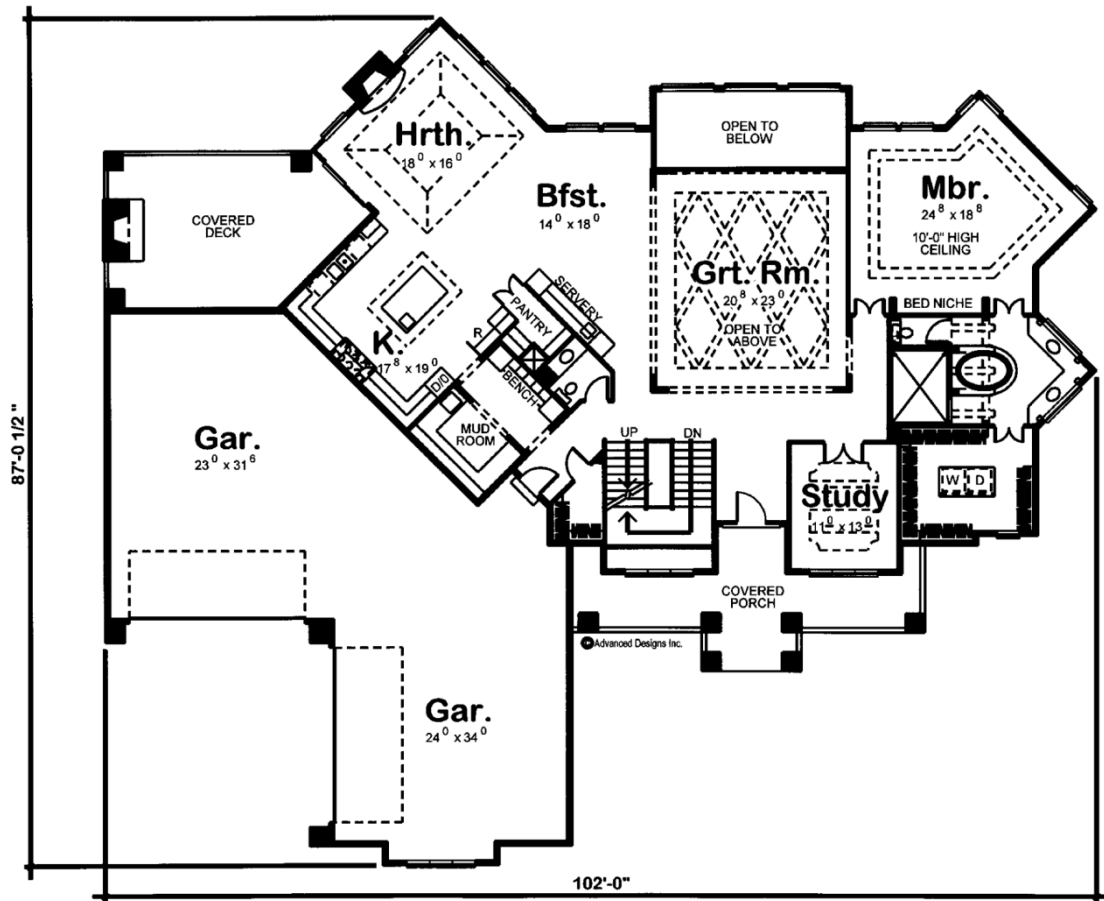 Hrth.
18⁰ x 16⁰
OPEN TO
BELOW
Mbr.
24⁸ x 18⁸
10'-0" HIGH
CEILING
COVERED
DECK
Bfst.
14⁰ x 18⁰
Grt. Rm
20⁸ x 23⁰
OPEN TO
ABOVE
BED NICHE
SERVERY
PANTRY
R
K.
17⁸ x 19⁰
D/O
BENCH
MUD
ROOM
Gar.
23⁰ x 31⁶
UP
DN
Study
11⁰ x 13⁰
W
D
COVERED
PORCH
©Advanced Designs Inc.
Gar.
24⁰ x 34⁰
87'-0 1/2"
102'-0"